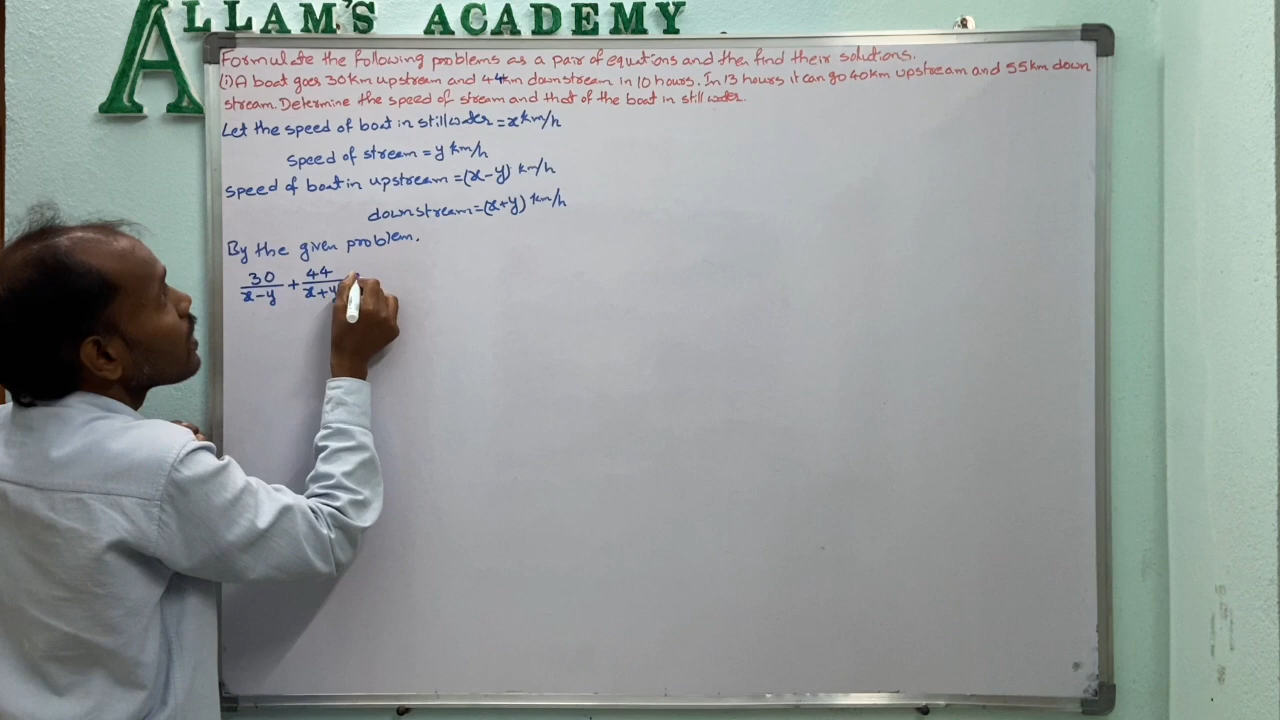 ALLAM'S ACADEMY
Formulate the following problems as a pair of equations and then find their solutions.
(i) A boat goes 30km upstream and 44km downstream in 10 hours. In 13 hours it can go 40km upstream and 55km down
stream. Determine the speed of stream and that of the boat in still water.
Let the speed of boat in still water = x km/h
speed of stream = y km/h
speed of boat in upstream = (x-y) km/h
downstream = (x+y) km/h
By the given problem.
30/x-y + 44/x+y